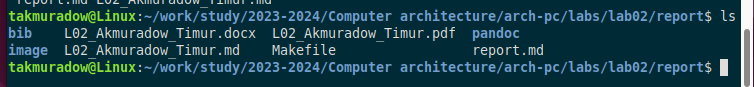 report.md L02_Akmuradow_Timur.md
takmuradow@Linux:~/work/study/2023-2024/Computer architecture/arch-pc/labs/lab02/report$ ls
bib    L02_Akmuradow_Timur.docx  L02_Akmuradow_Timur.pdf  pandoc
image  L02_Akmuradow_Timur.md    Makefile                 report.md
takmuradow@Linux:~/work/study/2023-2024/Computer architecture/arch-pc/labs/lab02/report$